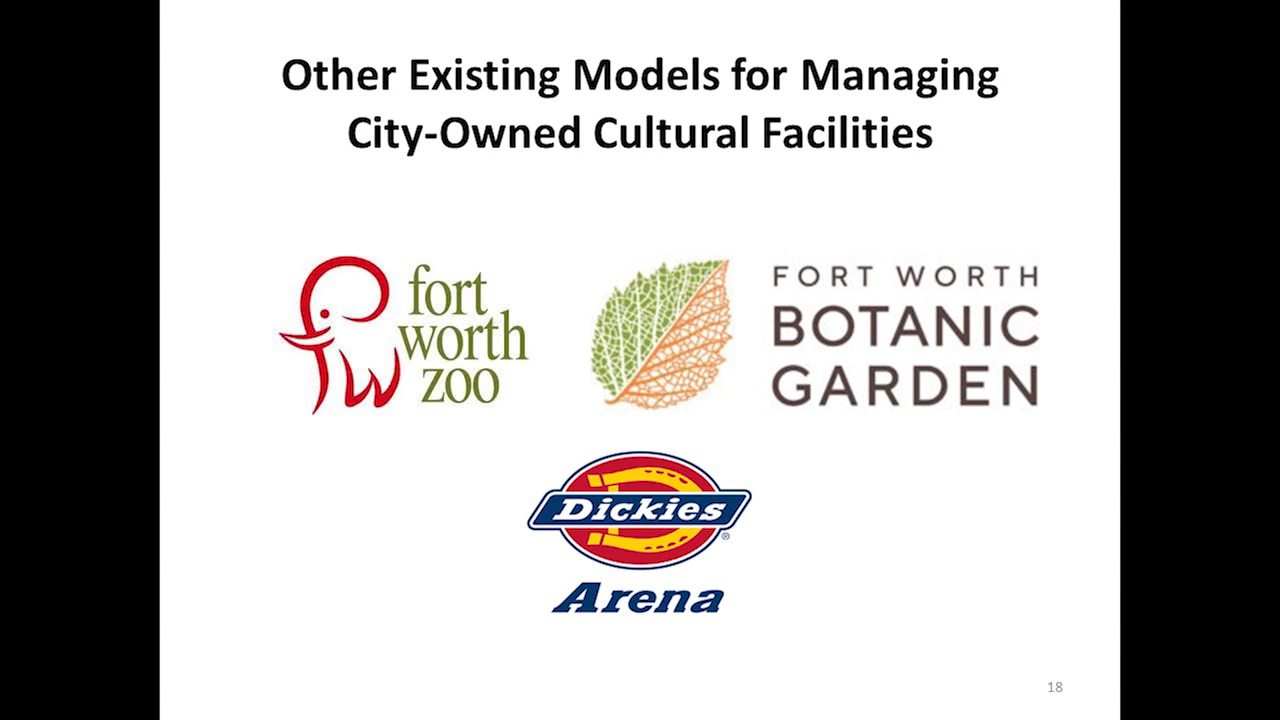 Other Existing Models for Managing
City-Owned Cultural Facilities
fort
worth
zoo
FORT WORTH
BOTANIC
GARDEN
Dickies
®
Arena
18